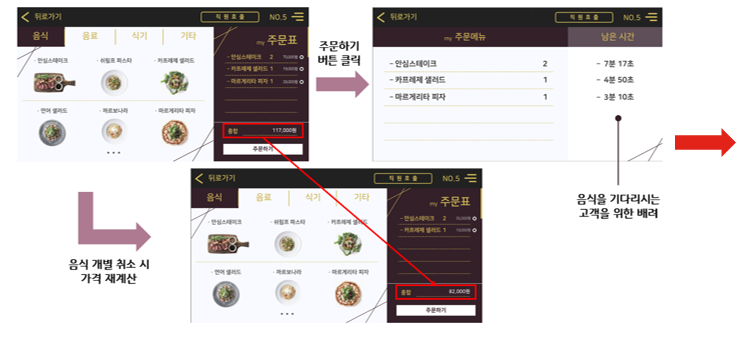 뒤로가기
직원호출
NO.5
음식
음료
식기
기타
my 주문표
- 안심스테이크
- 쉬림프 파스타
- 카프레제 샐러드
- 연어 샐러드
- 까르보나라
- 마르게리타 피자
- 안심스테이크 2
- 카프레제 샐러드 1
- 마르게리타 피자 1
총합 117,000원
주문하기
주문하기
버튼 클릭
뒤로가기
직원호출
NO.5
my 주문메뉴
남은 시간
- 안심스테이크 2 - 7분 17초
- 카프레제 샐러드 1 - 4분 50초
- 마르게리타 피자 1 - 3분 10초
음식을 기다리시는
고객을 위한 배려
음식 개별 취소 시
가격 재계산
뒤로가기
직원호출
NO.5
음식
음료
식기
기타
my 주문표
- 안심스테이크
- 쉬림프 파스타
- 카프레제 샐러드
- 연어 샐러드
- 까르보나라
- 마르게리타 피자
- 안심스테이크 2
- 카프레제 샐러드 1
총합 82,000원
주문하기